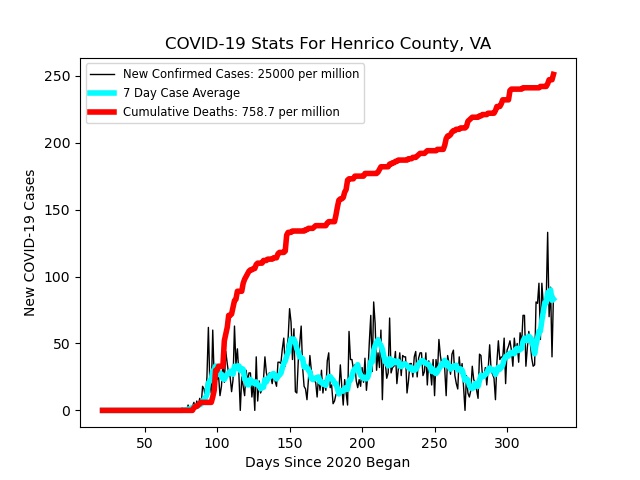 COVID-19 Stats For Henrico County, VA
New Confirmed Cases: 25000 per million
7 Day Case Average
Cumulative Deaths: 758.7 per million
250
200
150
100
50
0
New COVID-19 Cases
50 100 150 200 250 300
Days Since 2020 Began